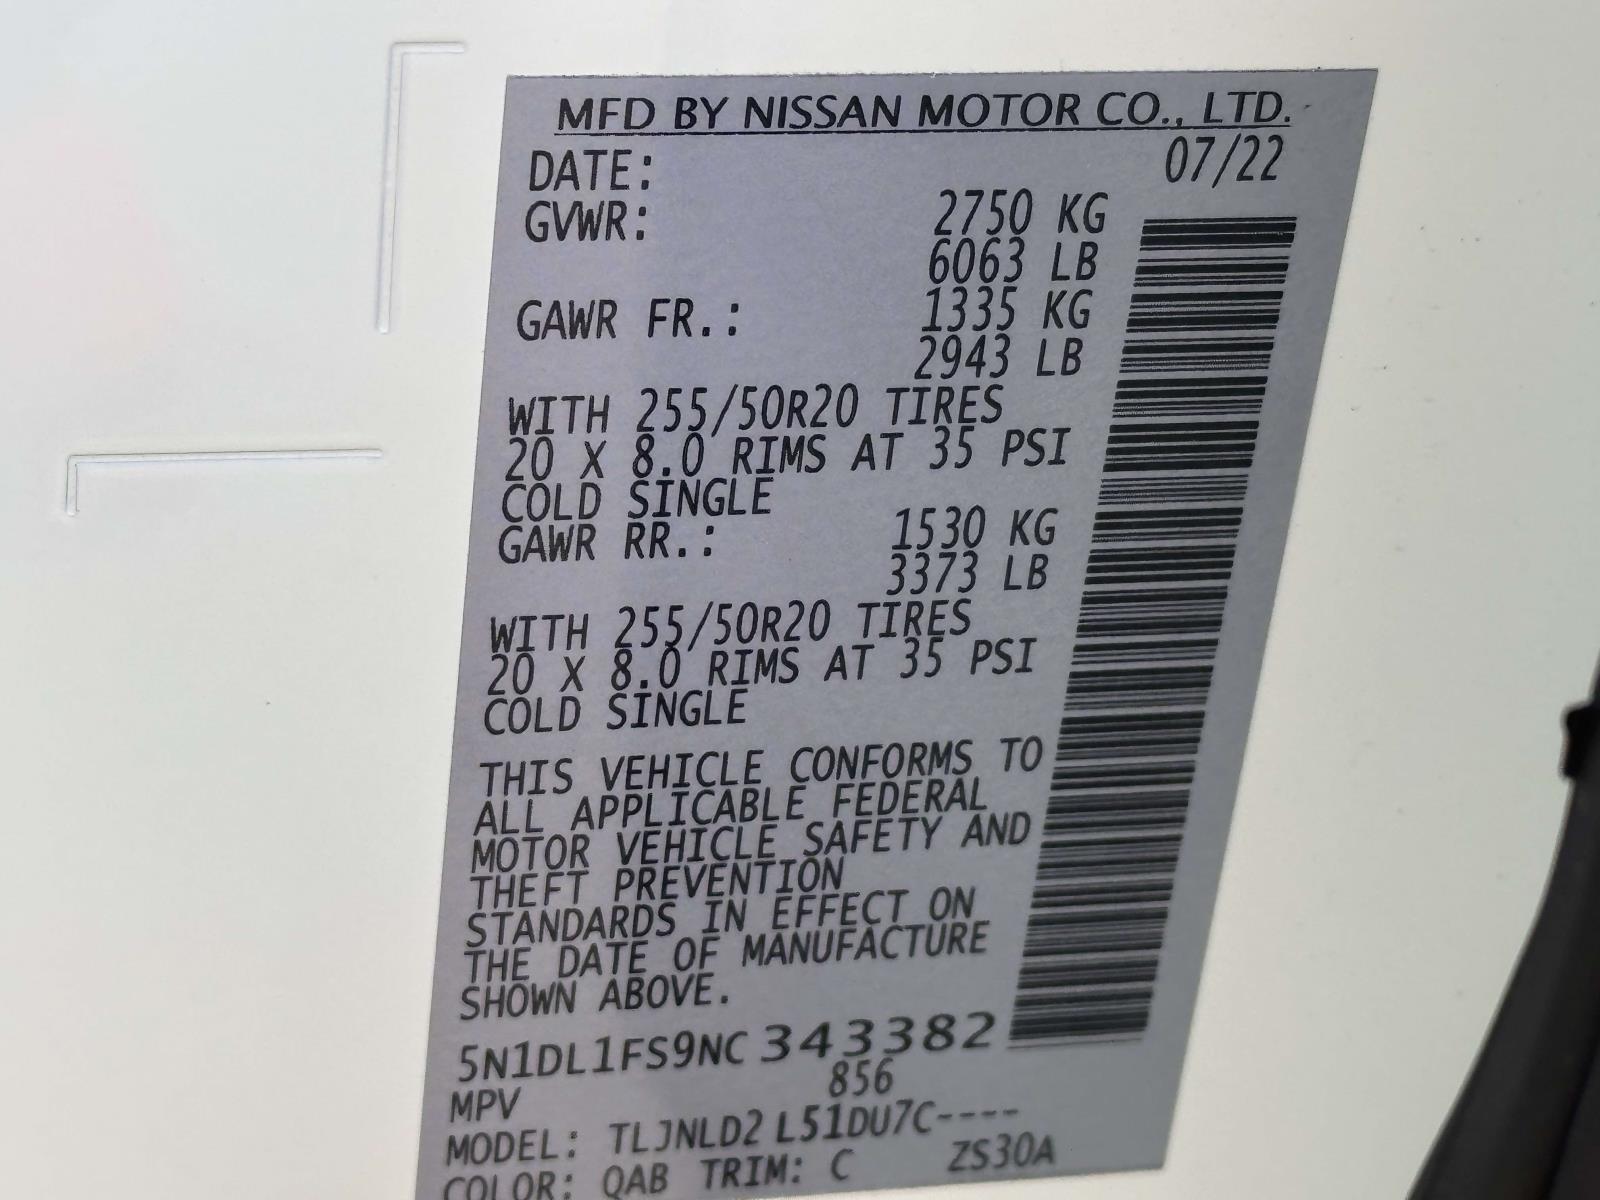 MFD BY NISSAN MOTOR CO., LTD.
DATE: 07/22
GVWR: 2750 KG
6063 LB
GAWR FR.: 1335 KG
2943 LB
WITH 255/50R20 TIRES
20 X 8.0 RIMS AT 35 PSI
COLD SINGLE
GAWR RR.: 1530 KG
3373 LB
WITH 255/50R20 TIRES
20 X 8.0 RIMS AT 35 PSI
COLD SINGLE
THIS VEHICLE CONFORMS TO
ALL APPLICABLE FEDERAL
MOTOR VEHICLE SAFETY AND
THEFT PREVENTION
STANDARDS IN EFFECT ON
THE DATE OF MANUFACTURE
SHOWN ABOVE.
5N1DL1FS9NC343382
MPV 856
MODEL: TLJNLD2 L51DU7C----
COLOR: QAB TRIM: C ZS30A